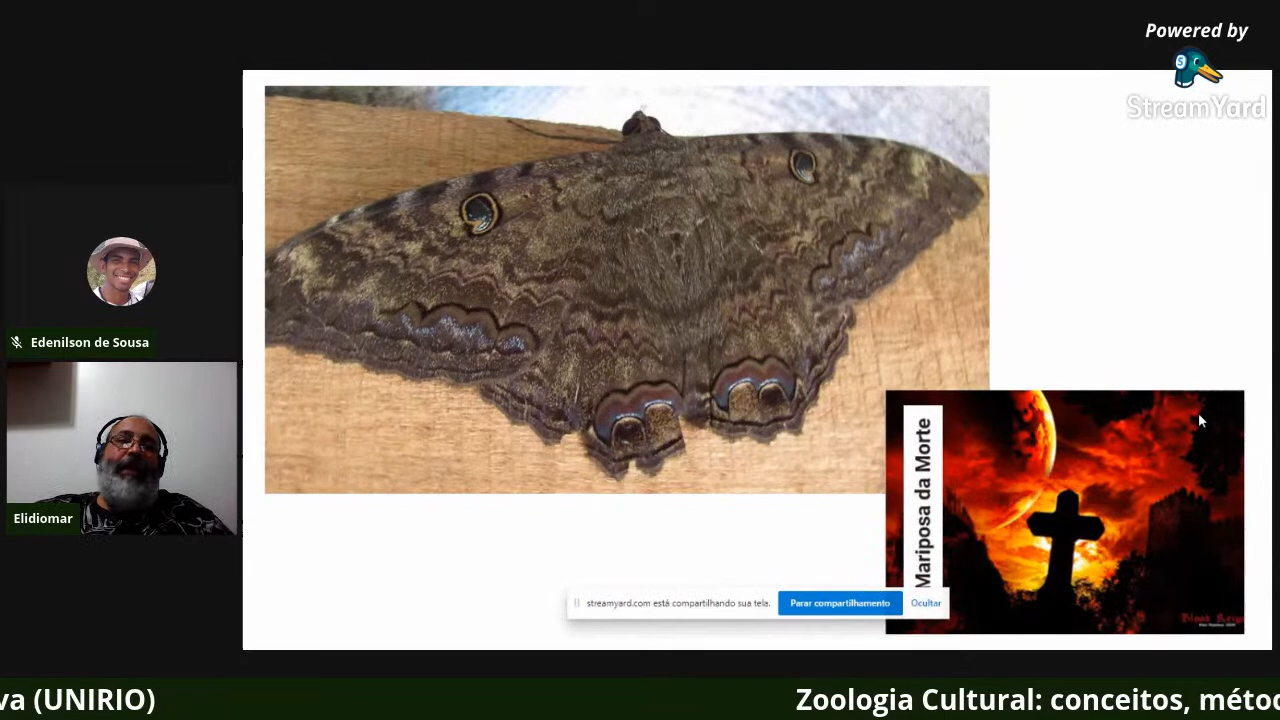 Powered by
StreamYard
Edenilson de Sousa
Elidiomar
Mariposa da Morte
streamyard.com está compartilhando sua tela.
Parar compartilhamento
Ocultar
va (UNIRIO)
Zoologia Cultural: conceitos, métod